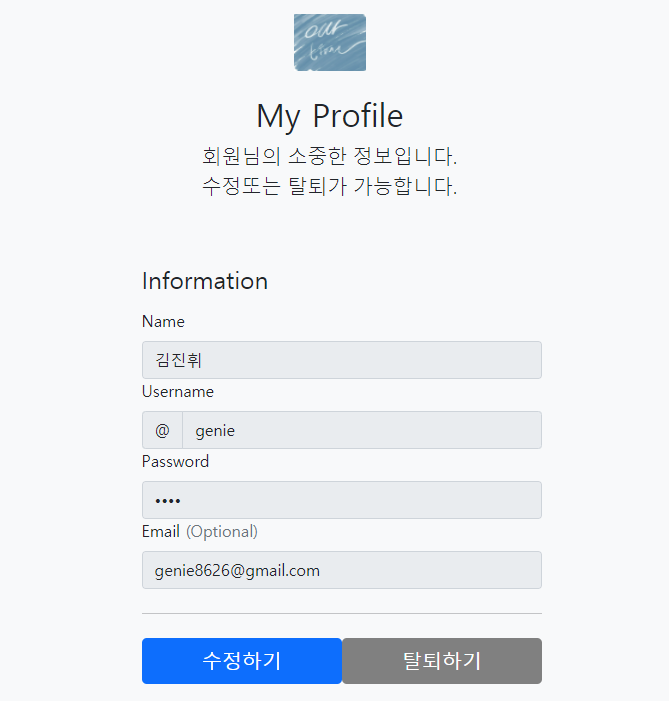 our
time
My Profile
회원님의 소중한 정보입니다.
수정또는 탈퇴가 가능합니다.
Information
Name
김진휘
Username
@ genie
Password
••••
Email (Optional)
genie8626@gmail.com
수정하기 탈퇴하기